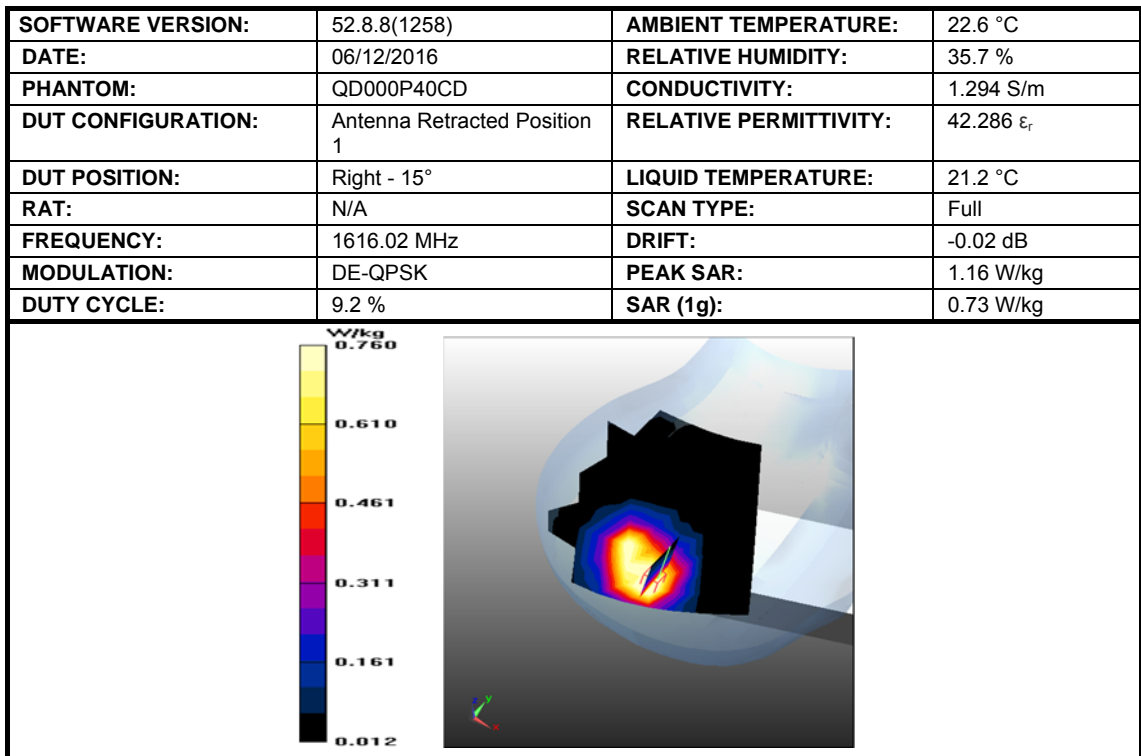 SOFTWARE VERSION: 52.8.8(1258) AMBIENT TEMPERATURE: 22.6 °C
DATE: 06/12/2016 RELATIVE HUMIDITY: 35.7 %
PHANTOM: QD000P40CD CONDUCTIVITY: 1.294 S/m
DUT CONFIGURATION: Antenna Retracted Position 1 RELATIVE PERMITTIVITY: 42.286 εr
DUT POSITION: Right - 15° LIQUID TEMPERATURE: 21.2 °C
RAT: N/A SCAN TYPE: Full
FREQUENCY: 1616.02 MHz DRIFT: -0.02 dB
MODULATION: DE-QPSK PEAK SAR: 1.16 W/kg
DUTY CYCLE: 9.2 % SAR (1g): 0.73 W/kg
W/kg
0.760
0.610
0.461
0.311
0.161
0.012
z y
x